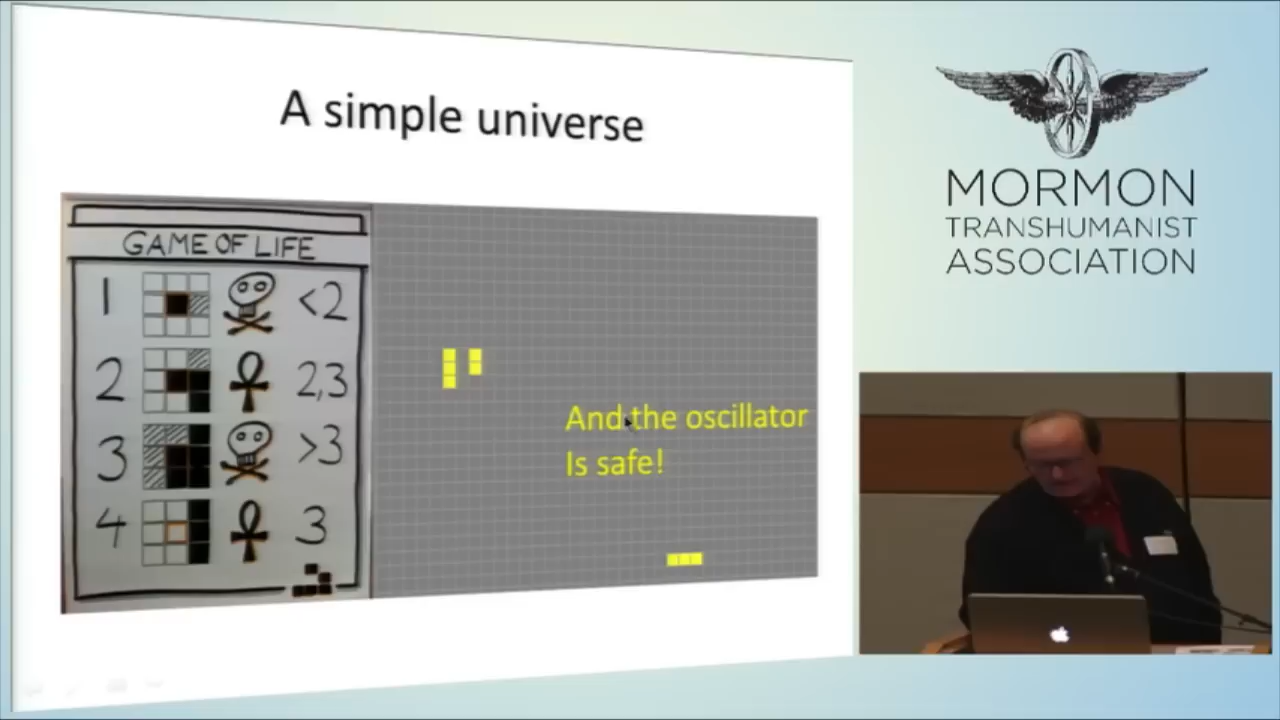 A simple universe
GAME OF LIFE
1 <2
2 2,3
3 >3
4 3
And the oscillator
Is safe!
MORMON
TRANSHUMANIST
ASSOCIATION